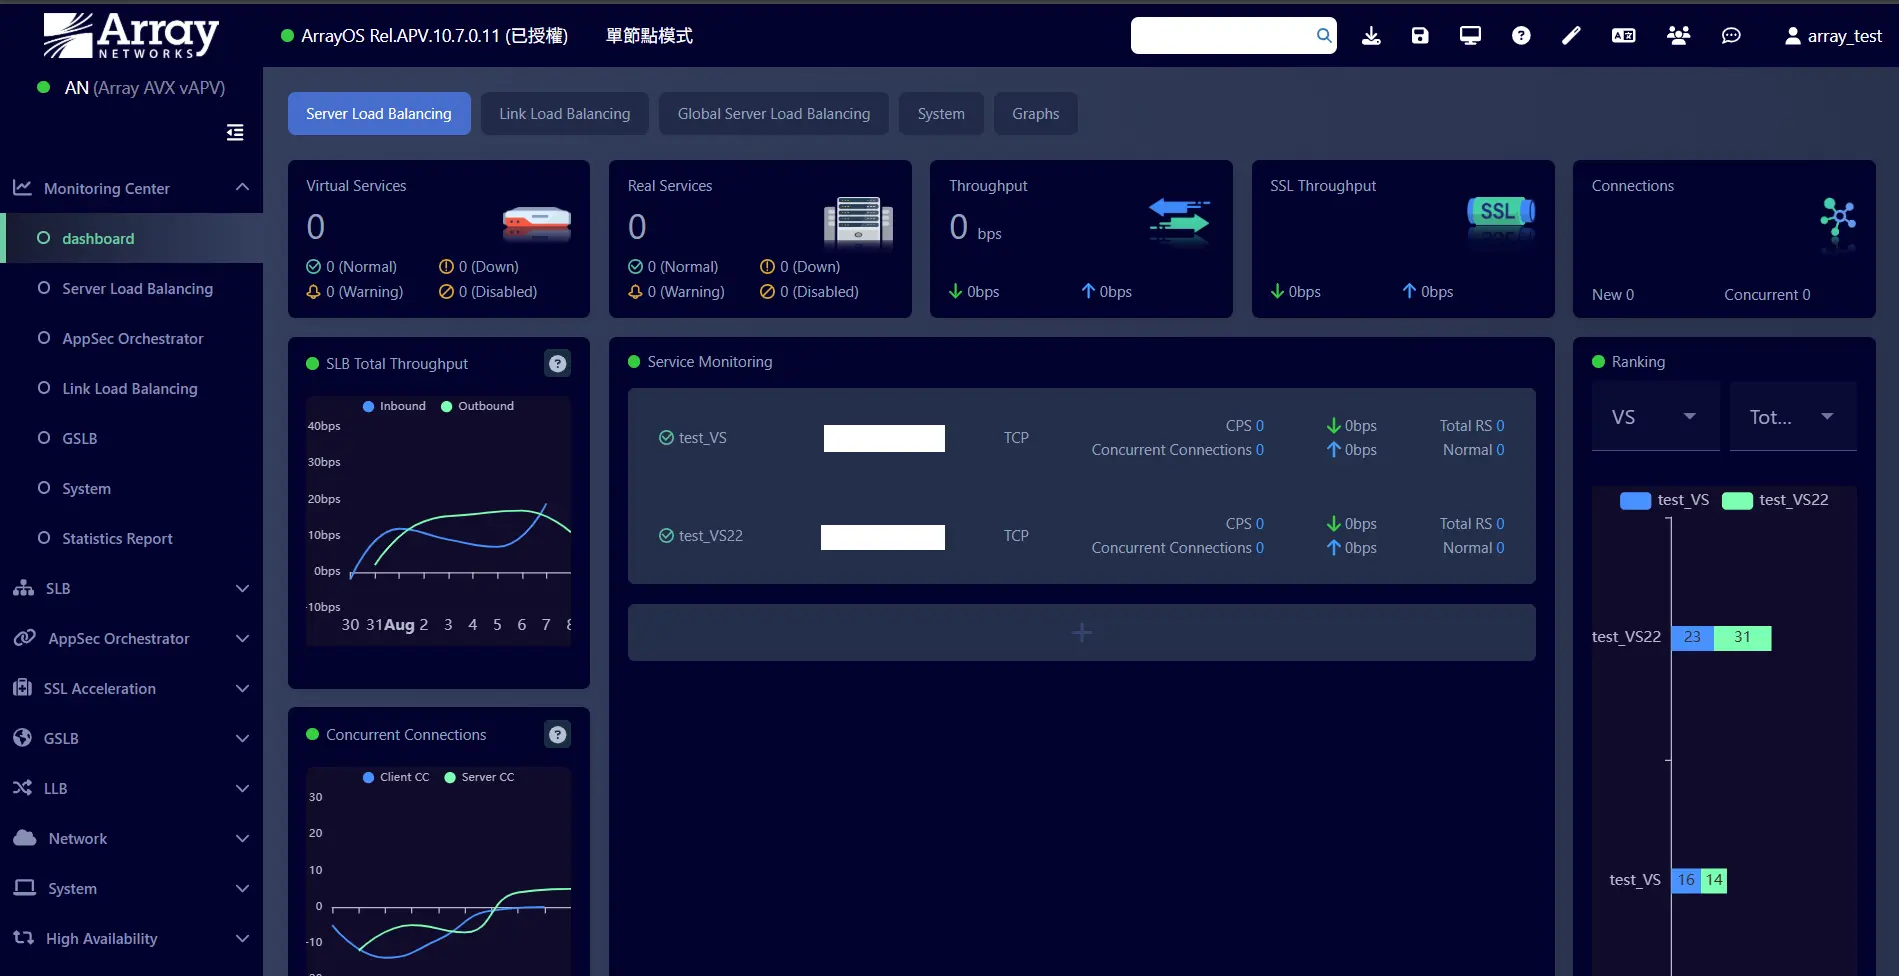 Array
NETWORKS
ArrayOS Rel.APV.10.7.0.11 (已授權)
單節點模式
A
array_test
AN (Array AVX vAPV)
Monitoring Center
dashboard
Server Load Balancing
AppSec Orchestrator
Link Load Balancing
GSLB
System
Statistics Report
SLB
AppSec Orchestrator
SSL Acceleration
GSLB
LLB
Network
System
High Availability
Server Load Balancing
Link Load Balancing
Global Server Load Balancing
System
Graphs
Virtual Services
0
0 (Normal)
0 (Down)
0 (Warning)
0 (Disabled)
Real Services
0
0 (Normal)
0 (Down)
0 (Warning)
0 (Disabled)
Throughput
0 bps
0bps
0bps
SSL Throughput
SSL
0bps
0bps
Connections
New 0
Concurrent 0
SLB Total Throughput
?
Inbound
Outbound
40bps
30bps
20bps
10bps
0bps
-10bps
30 31 Aug 2 3 4 5 6 7 8
Concurrent Connections
?
Client CC
Server CC
30
20
10
0
-10
Service Monitoring
test_VS
TCP
CPS 0
Concurrent Connections 0
0bps
0bps
Total RS 0
Normal 0
test_VS22
TCP
CPS 0
Concurrent Connections 0
0bps
0bps
Total RS 0
Normal 0
+
Ranking
VS
Tot...
test_VS
test_VS22
test_VS22
23
31
test_VS
16
14